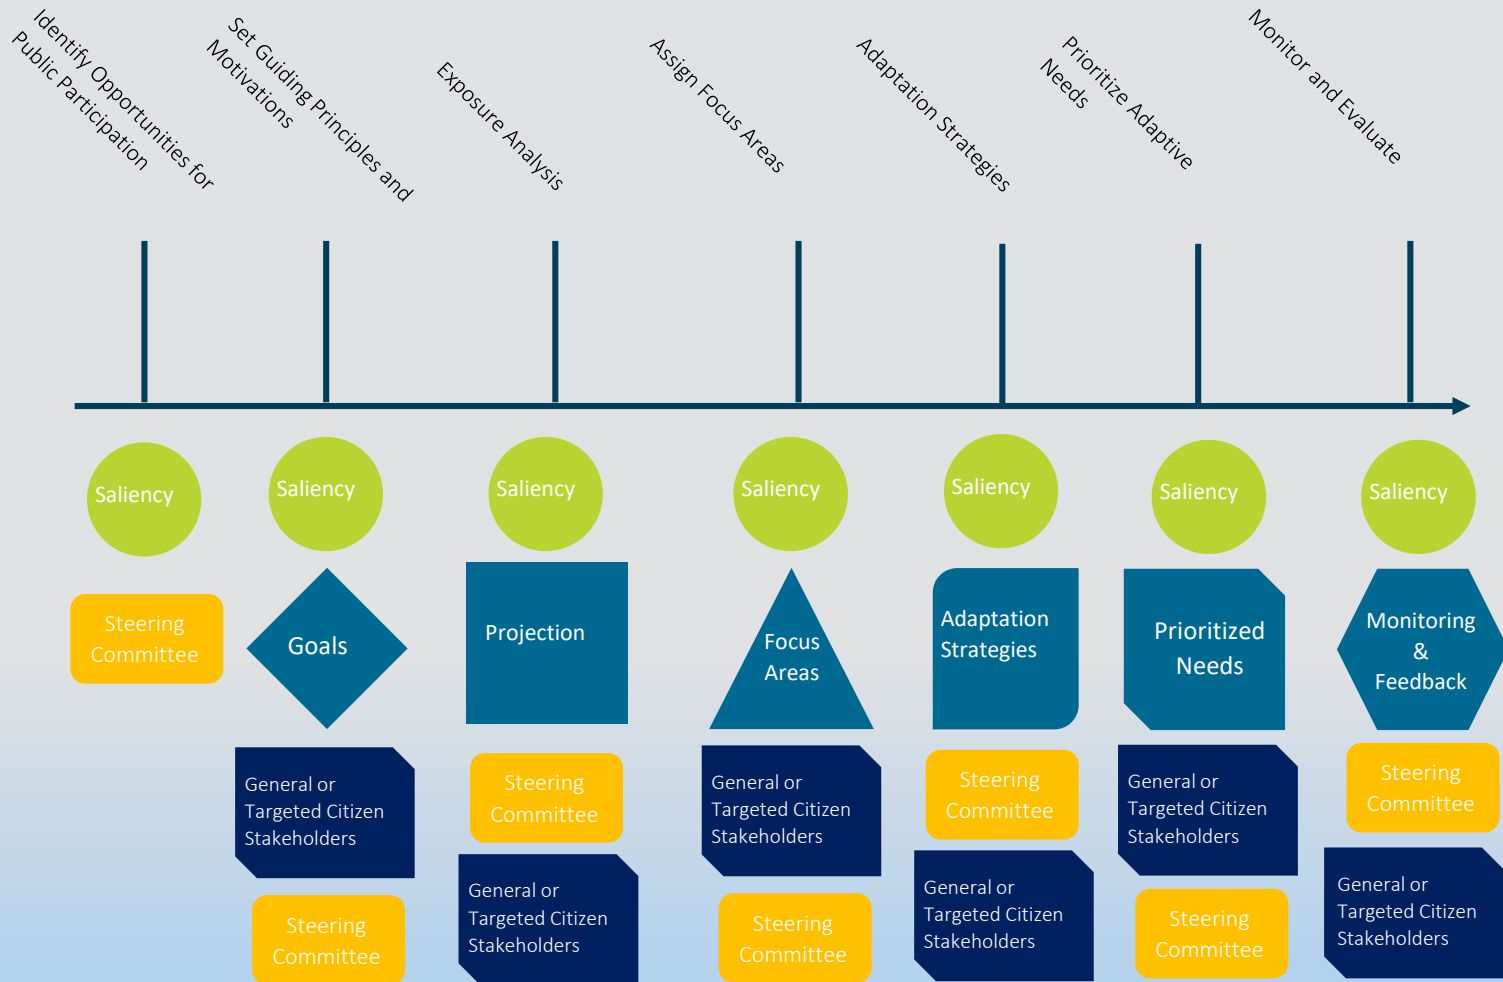 Identify Opportunities for
Public Participation
Set Guiding Principles and
Motivations
Exposure Analysis
Assign Focus Areas
Adaptation Strategies
Prioritize Adaptive
Needs
Monitor and Evaluate
Saliency
Saliency
Saliency
Saliency
Saliency
Saliency
Saliency
Steering
Committee
Goals
Projection
Focus
Areas
Adaptation
Strategies
Prioritized
Needs
Monitoring
&
Feedback
General or
Targeted Citizen
Stakeholders
Steering
Committee
General or
Targeted Citizen
Stakeholders
Steering
Committee
General or
Targeted Citizen
Stakeholders
Steering
Committee
Steering
Committee
General or
Targeted Citizen
Stakeholders
Steering
Committee
General or
Targeted Citizen
Stakeholders
Steering
Committee
General or
Targeted Citizen
Stakeholders